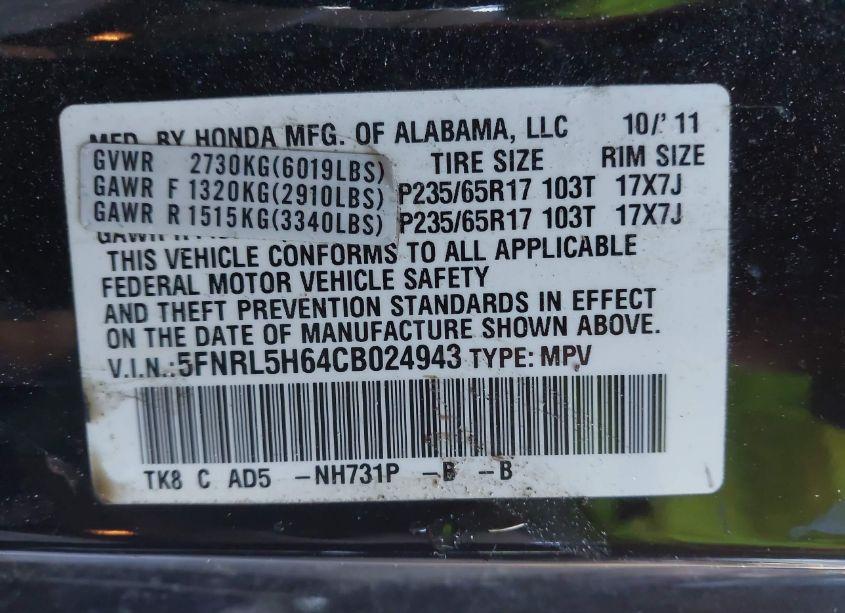 MFD. BY HONDA MFG. OF ALABAMA, LLC 10/' 11
GVWR 2730KG(6019LBS) TIRE SIZE RIM SIZE
GAWR F 1320KG(2910LBS) P235/65R17 103T 17X7J
GAWR R 1515KG(3340LBS) P235/65R17 103T 17X7J
THIS VEHICLE CONFORMS TO ALL APPLICABLE
FEDERAL MOTOR VEHICLE SAFETY
AND THEFT PREVENTION STANDARDS IN EFFECT
ON THE DATE OF MANUFACTURE SHOWN ABOVE.
V.I.N.:5FNRL5H64CB024943 TYPE: MPV
TK8 C AD5 -NH731P -B -B